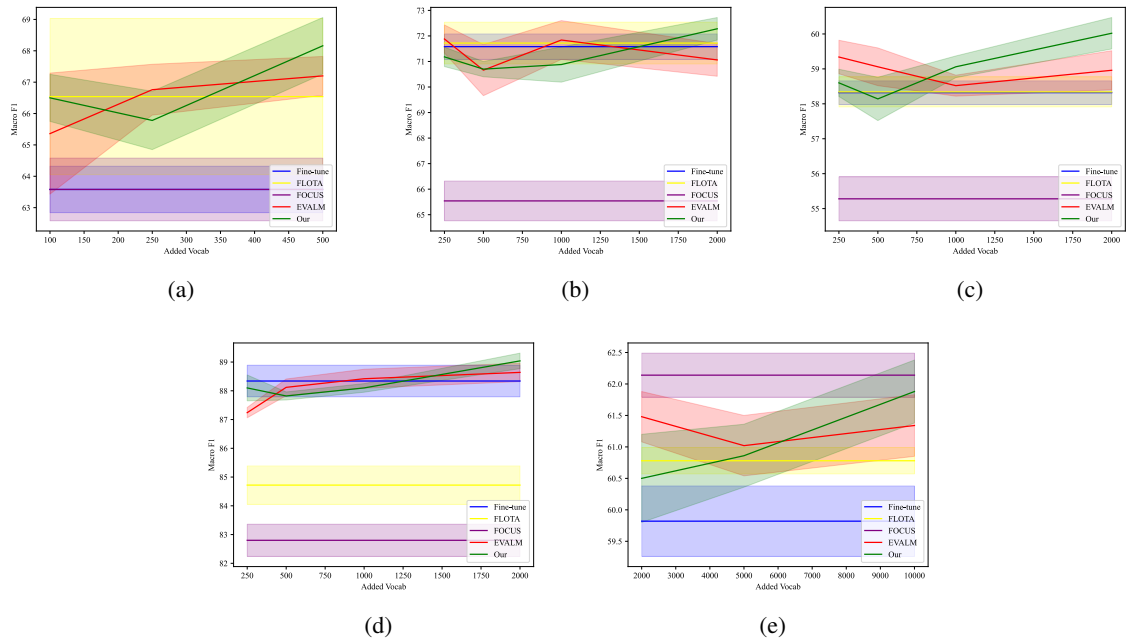 69
68
67
66
65
64
63
Macro F1
100 150 200 250 300 350 400 450 500
Added Vocab
Fine-tune
FLOTA
FOCUS
EVALM
Our
(a)
73
72
71
70
69
68
67
66
65
Macro F1
250 500 750 1000 1250 1500 1750 2000
Added Vocab
Fine-tune
FLOTA
FOCUS
EVALM
Our
(b)
60
59
58
57
56
55
Macro F1
250 500 750 1000 1250 1500 1750 2000
Added Vocab
Fine-tune
FLOTA
FOCUS
EVALM
Our
(c)
89
88
87
86
85
84
83
82
Macro F1
250 500 750 1000 1250 1500 1750 2000
Added Vocab
Fine-tune
FLOTA
FOCUS
EVALM
Our
(d)
62.5
62.0
61.5
61.0
60.5
60.0
59.5
Macro F1
2000 3000 4000 5000 6000 7000 8000 9000 10000
Added Vocab
Fine-tune
FLOTA
FOCUS
EVALM
Our
(e)